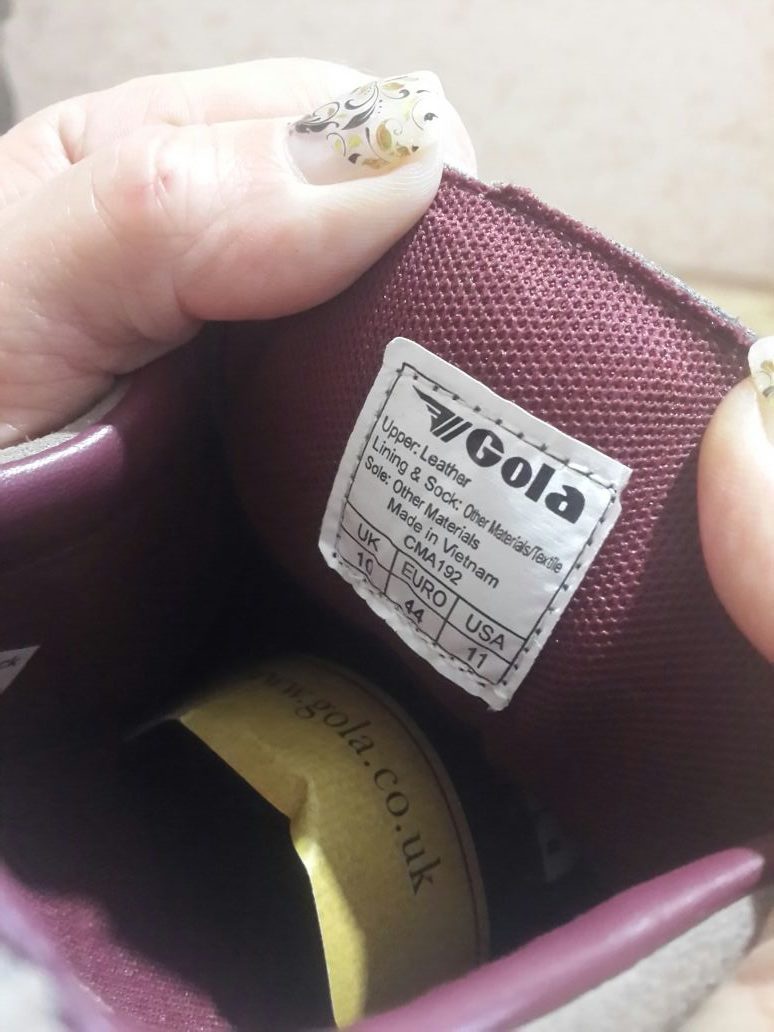 Gola
Upper: Leather
Lining & Sock: Other Materials/Textile
Sole: Other Materials
Made in Vietnam
CMA192
UK EURO USA
10 44 11
www.gola.co.uk